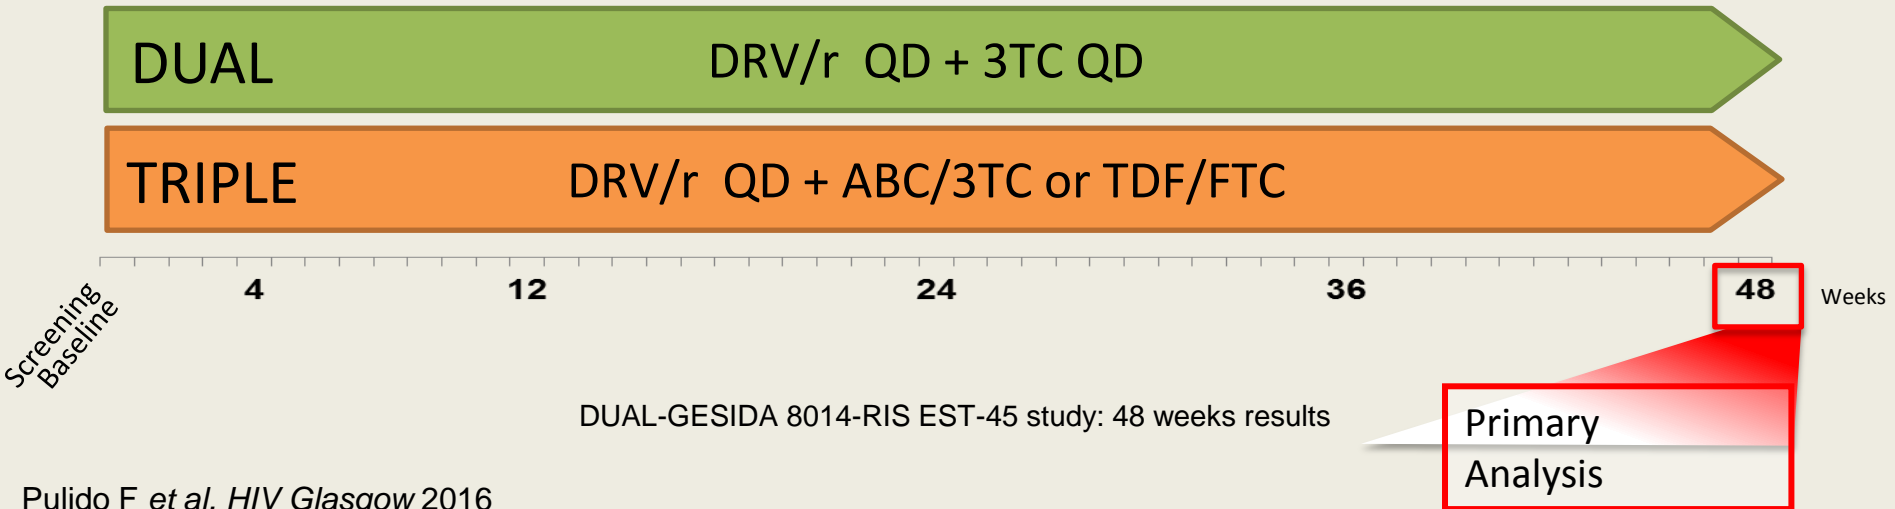 DUAL DRV/r QD + 3TC QD
TRIPLE DRV/r QD + ABC/3TC or TDF/FTC
Screening
Baseline
4 12 24 36 48 Weeks
DUAL-GESIDA 8014-RIS EST-45 study: 48 weeks results
Primary
Analysis
Pulido F et al. HIV Glasgow 2016